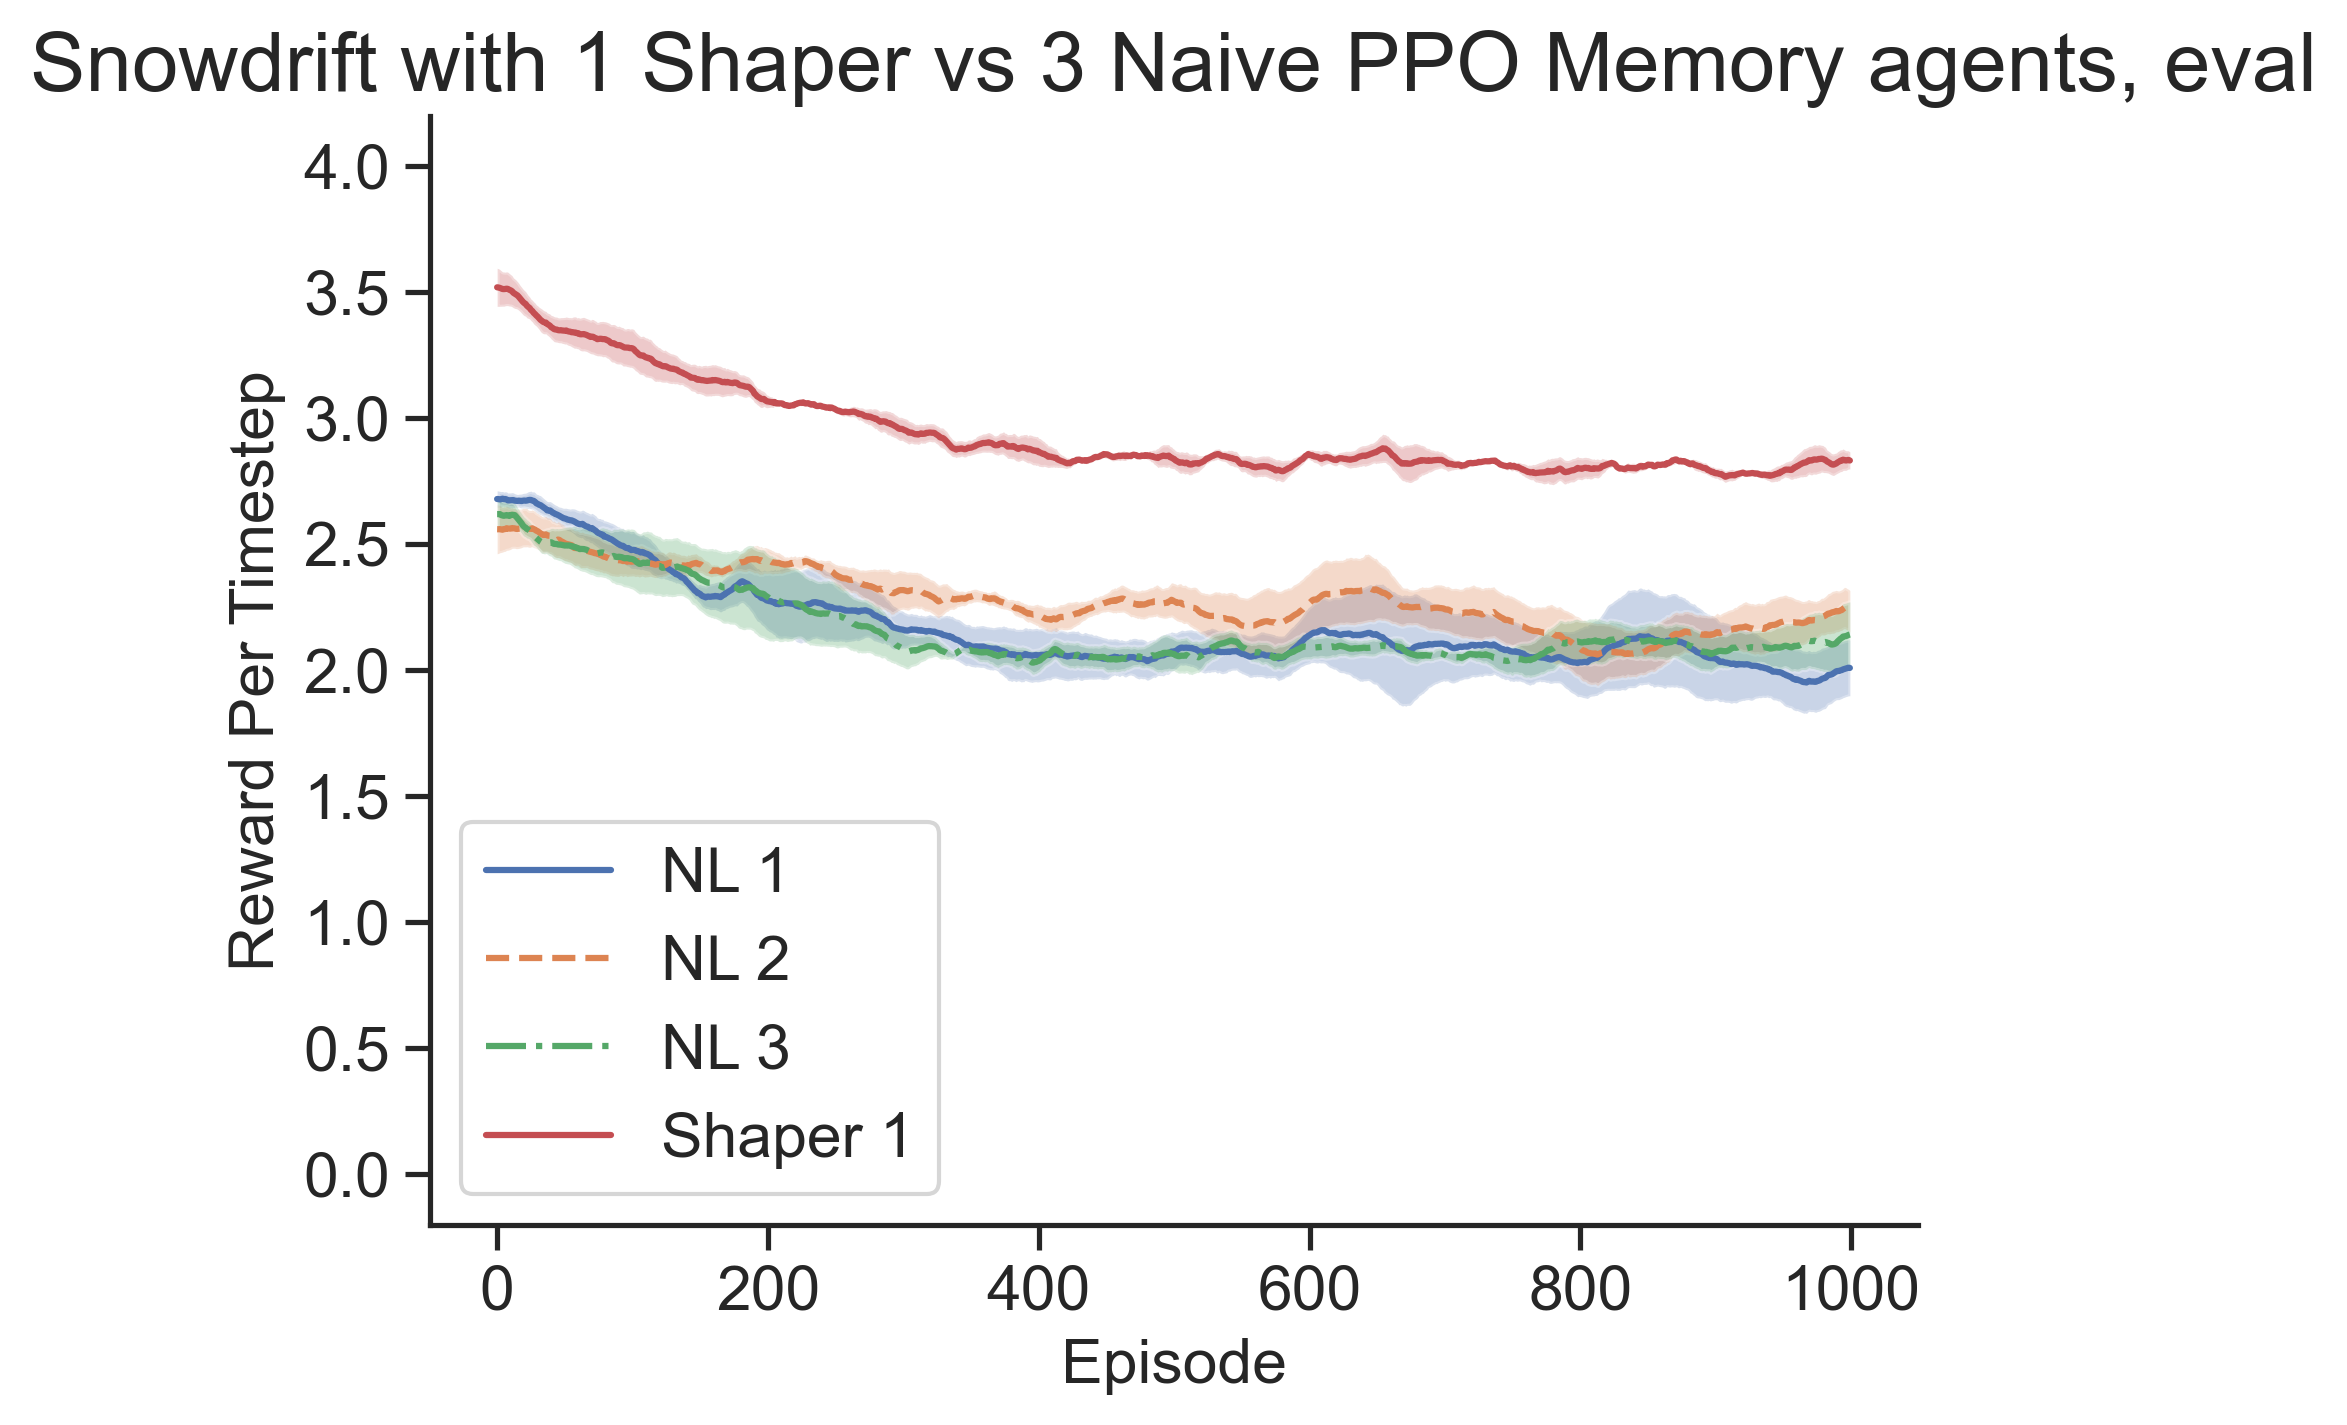 Snowdrift with 1 Shaper vs 3 Naive PPO Memory agents, eval
4.0
3.5
3.0
2.5
2.0
1.5
1.0
0.5
0.0
Reward Per Timestep
NL 1
NL 2
NL 3
Shaper 1
0 200 400 600 800 1000
Episode